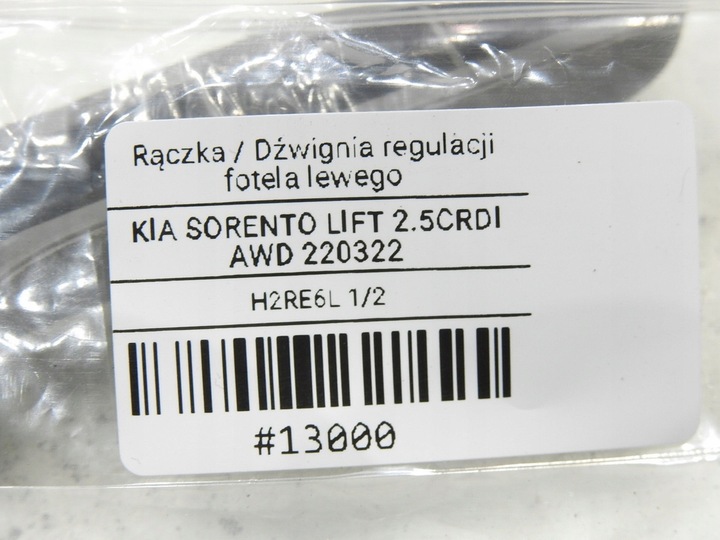 Rączka / Dźwignia regulacji
fotela lewego
KIA SORENTO LIFT 2.5CRDI
AWD 220322
H2RE6L 1/2
#13000